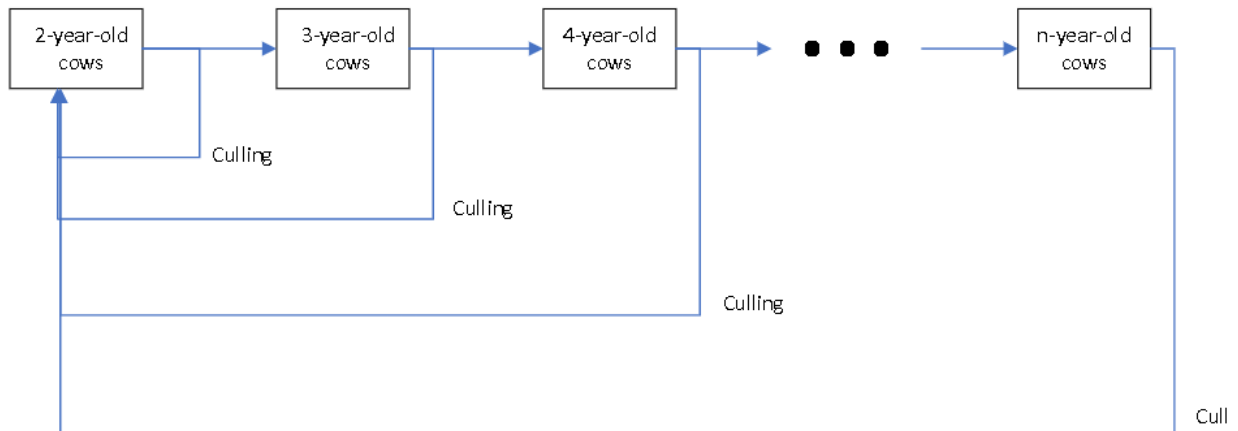 2-year-old
cows
3-year-old
cows
4-year-old
cows
n-year-old
cows
Culling
Culling
Culling
Cull